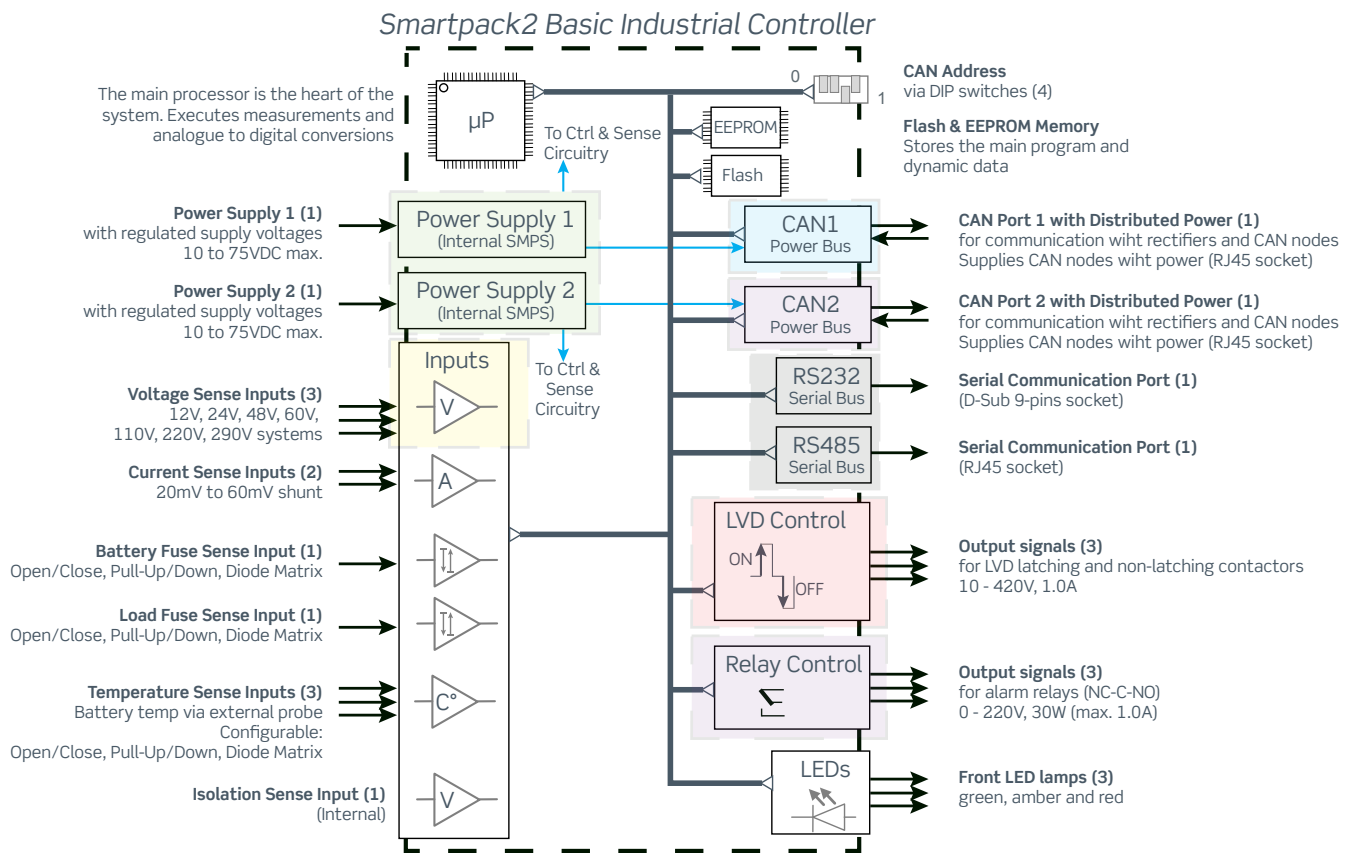 Smartpack2 Basic Industrial Controller
The main processor is the heart of the
system. Executes measurements and
analogue to digital conversions
µP
To Ctrl & Sense
Circuitry
0
1
CAN Address
via DIP switches (4)
EEPROM
Flash
Flash & EEPROM Memory
Stores the main program and
dynamic data
Power Supply 1 (1)
with regulated supply voltages
10 to 75VDC max.
Power Supply 1
(Internal SMPS)
CAN1
Power Bus
CAN Port 1 with Distributed Power (1)
for communication wiht rectifiers and CAN nodes
Supplies CAN nodes wiht power (RJ45 socket)
Power Supply 2 (1)
with regulated supply voltages
10 to 75VDC max.
Power Supply 2
(Internal SMPS)
CAN2
Power Bus
CAN Port 2 with Distributed Power (1)
for communication wiht rectifiers and CAN nodes
Supplies CAN nodes wiht power (RJ45 socket)
To Ctrl &
Sense
Circuitry
Inputs
Voltage Sense Inputs (3)
12V, 24V, 48V, 60V,
110V, 220V, 290V systems
V
RS232
Serial Bus
Serial Communication Port (1)
(D-Sub 9-pins socket)
Current Sense Inputs (2)
20mV to 60mV shunt
A
RS485
Serial Bus
Serial Communication Port (1)
(RJ45 socket)
Battery Fuse Sense Input (1)
Open/Close, Pull-Up/Down, Diode Matrix
LVD Control
ON
OFF
Output signals (3)
for LVD latching and non-latching contactors
10 - 420V, 1.0A
Load Fuse Sense Input (1)
Open/Close, Pull-Up/Down, Diode Matrix
Temperature Sense Inputs (3)
Battery temp via external probe
Configurable:
Open/Close, Pull-Up/Down, Diode Matrix
C°
Relay Control
Output signals (3)
for alarm relays (NC-C-NO)
0 - 220V, 30W (max. 1.0A)
Isolation Sense Input (1)
(Internal)
V
LEDs
Front LED lamps (3)
green, amber and red